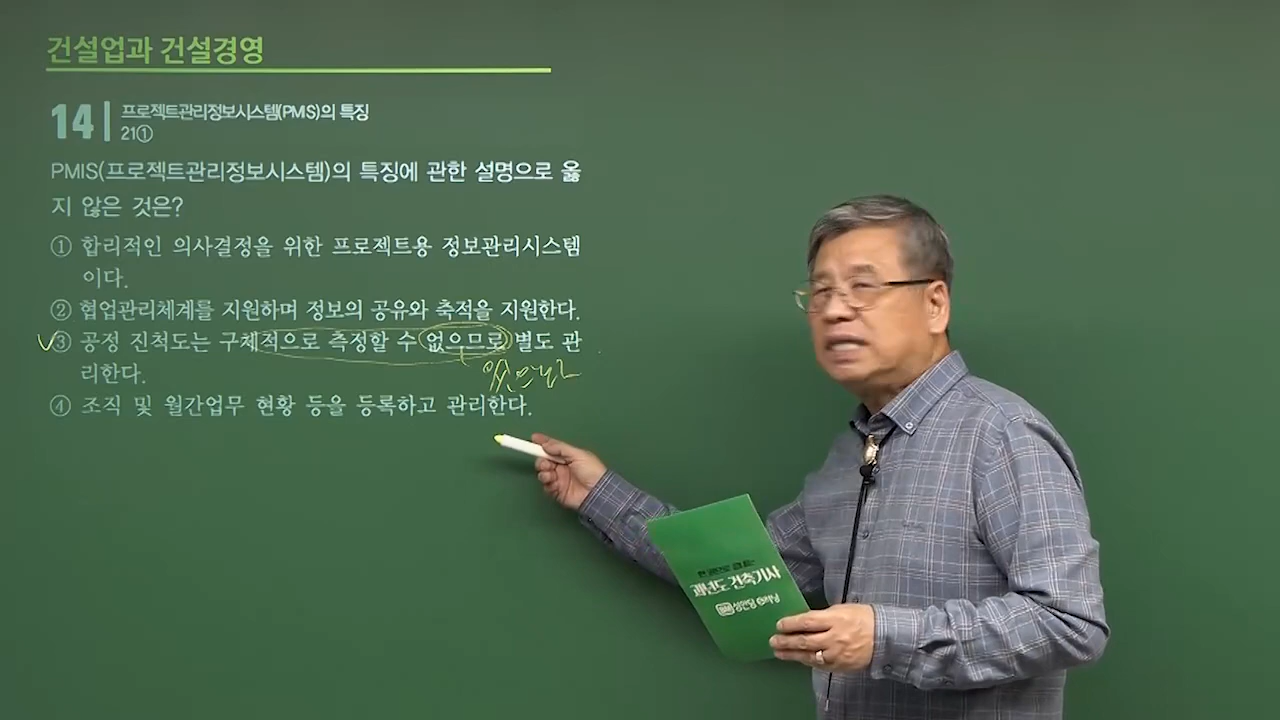 건설업과 건설경영
14
프로젝트관리정보시스템(PMIS)의 특징
21①
PMIS(프로젝트관리정보시스템)의 특징에 관한 설명으로 옳
지 않은 것은?
① 합리적인 의사결정을 위한 프로젝트용 정보관리시스템
이다.
② 협업관리체계를 지원하며 정보의 공유와 축적을 지원한다.
③ 공정 진척도는 구체적으로 측정할 수 없으므로 별도 관
리한다.
있으므로
④ 조직 및 월간업무 현황 등을 등록하고 관리한다.
과년도 건축기사
성안당